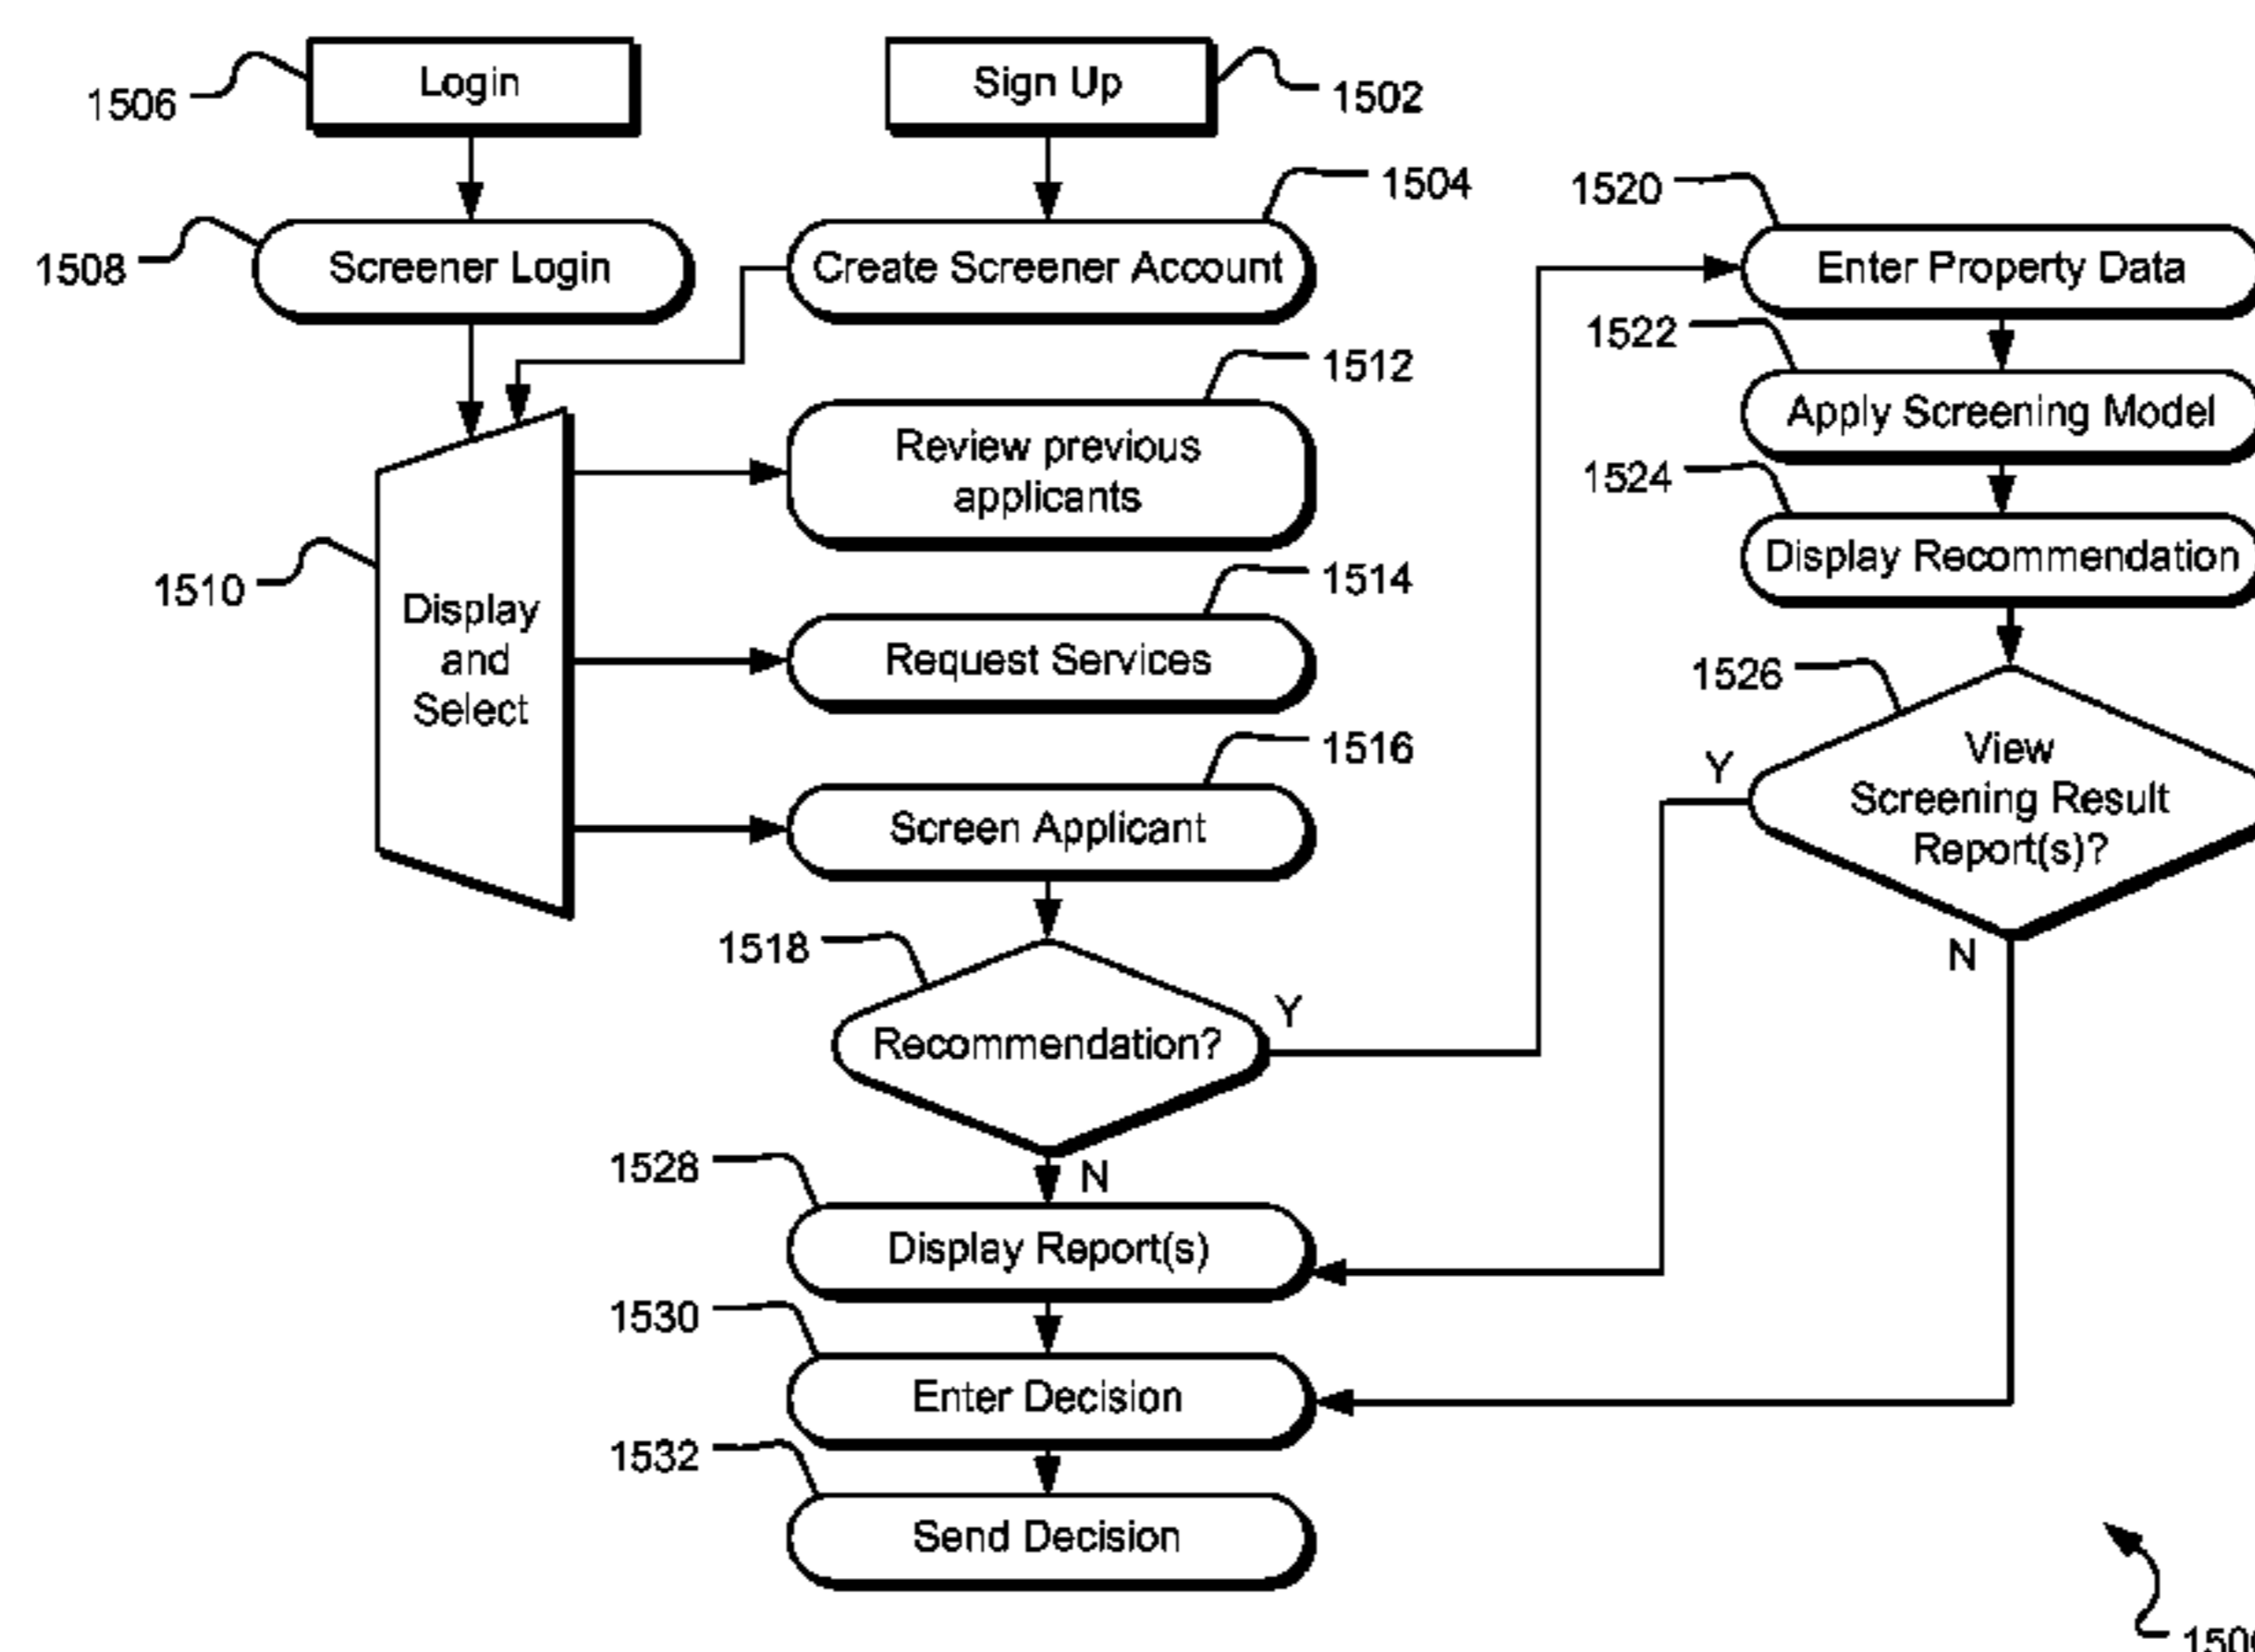 Login
Sign Up
1506
1502
1504
1520
Screener Login
Create Screener Account
Enter Property Data
1508
1522
1512
Review previous
applicants
Apply Screening Model
1524
1510
1514
Display
and
Select
Request Services
Display Recommendation
1526
1516
View
Screening Result
Report(s)?
Y
N
Screen Applicant
1518
Recommendation?
Y
N
1528
Display Report(s)
1530
Enter Decision
1532
Send Decision